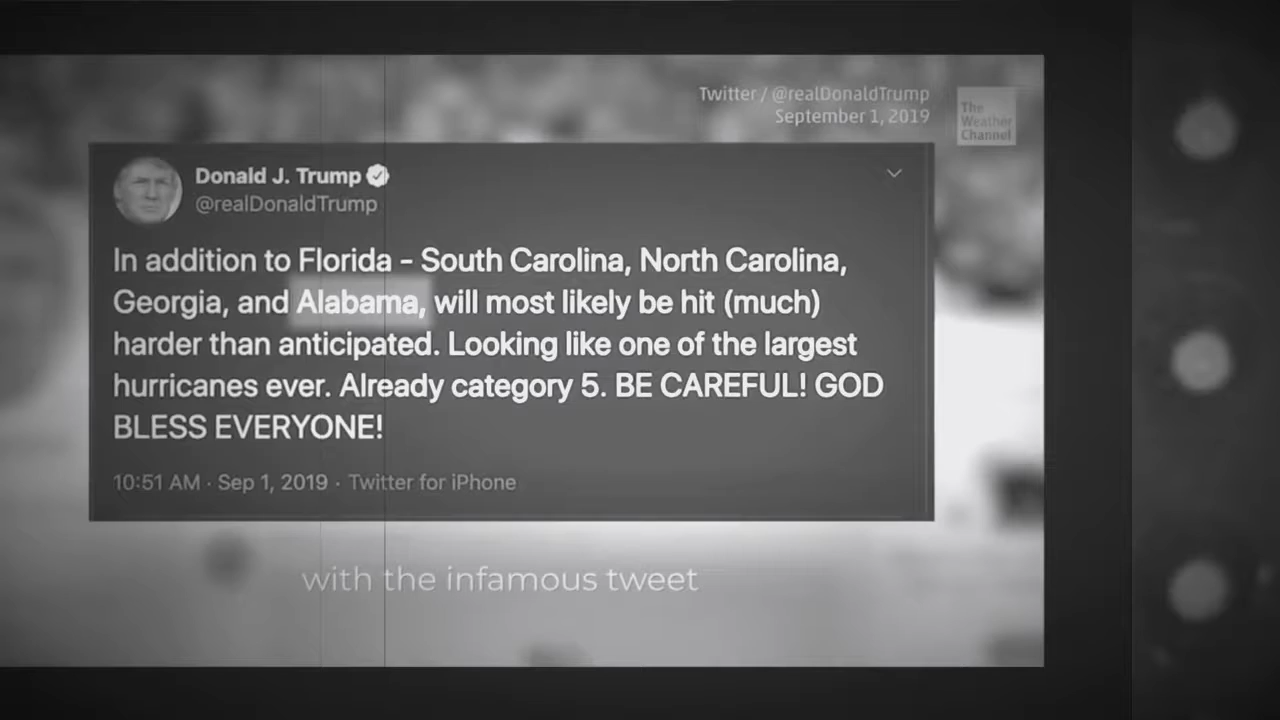 Twitter / @realDonaldTrump
September 1, 2019
The
Weather
Channel
Donald J. Trump
@realDonaldTrump
In addition to Florida - South Carolina, North Carolina,
Georgia, and Alabama, will most likely be hit (much)
harder than anticipated. Looking like one of the largest
hurricanes ever. Already category 5. BE CAREFUL! GOD
BLESS EVERYONE!
10:51 AM · Sep 1, 2019 · Twitter for iPhone
with the infamous tweet